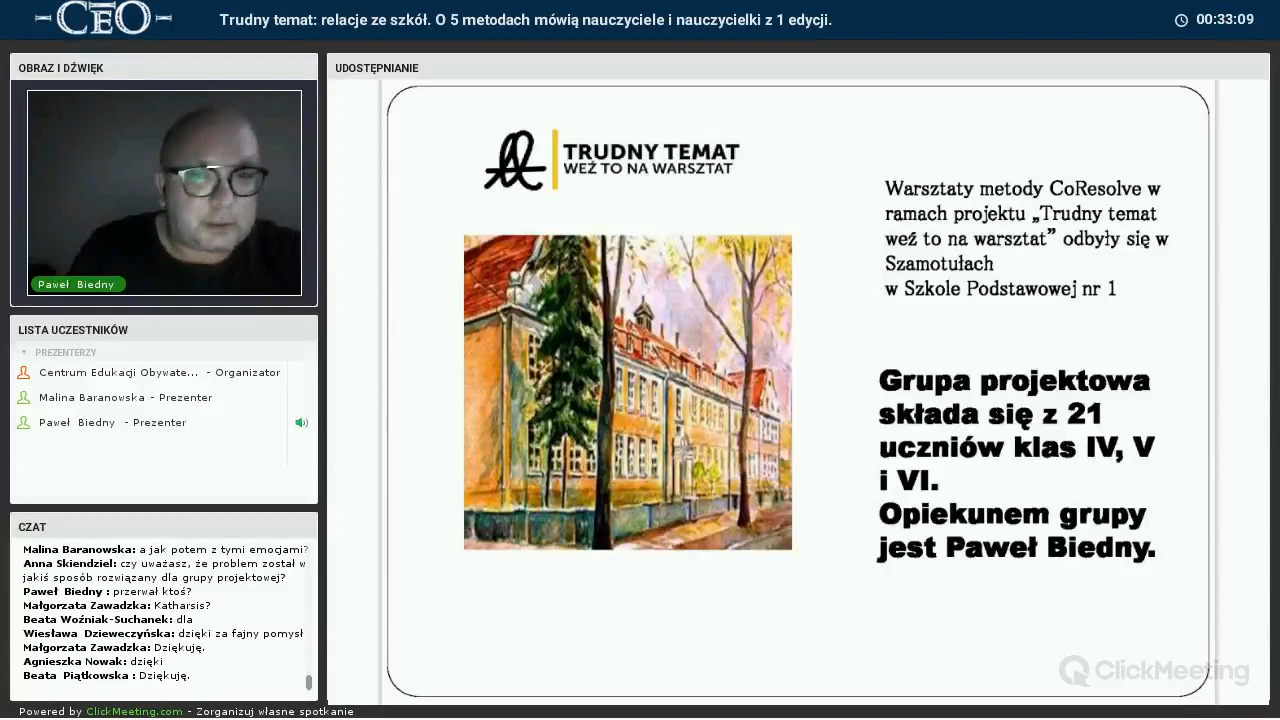 CEO
Trudny temat: relacje ze szkół. O 5 metodach mówią nauczyciele i nauczycielki z 1 edycji.
00:33:09
OBRAZ I DŹWIĘK
Paweł Biedny
LISTA UCZESTNIKÓW
PREZENTERZY
Centrum Edukacji Obywate... - Organizator
Malina Baranowska - Prezenter
Paweł Biedny - Prezenter
CZAT
Malina Baranowska: a jak potem z tymi emocjami?
Anna Skiendziel: czy uważasz, że problem został w
jakiś sposób rozwiązany dla grupy projektowej?
Paweł Biedny : przerwał ktoś?
Małgorzata Zawadzka: Katharsis?
Beata Woźniak-Suchanek: dla
Wiesława Dzieweczyńska: dzięki za fajny pomysł
Małgorzata Zawadzka: Dziękuję.
Agnieszka Nowak: dzięki
Beata Piątkowska : Dziękuję.
UDOSTĘPNIANIE
TRUDNY TEMAT
WEŹ TO NA WARSZTAT
Warsztaty metody CoResolve w
ramach projektu „Trudny temat
weź to na warsztat” odbyły się w
Szamotułach
w Szkole Podstawowej nr 1
Grupa projektowa
składa się z 21
uczniów klas IV, V
i VI.
Opiekunem grupy
jest Paweł Biedny.
ClickMeeting
Powered by ClickMeeting.com - Zorganizuj własne spotkanie